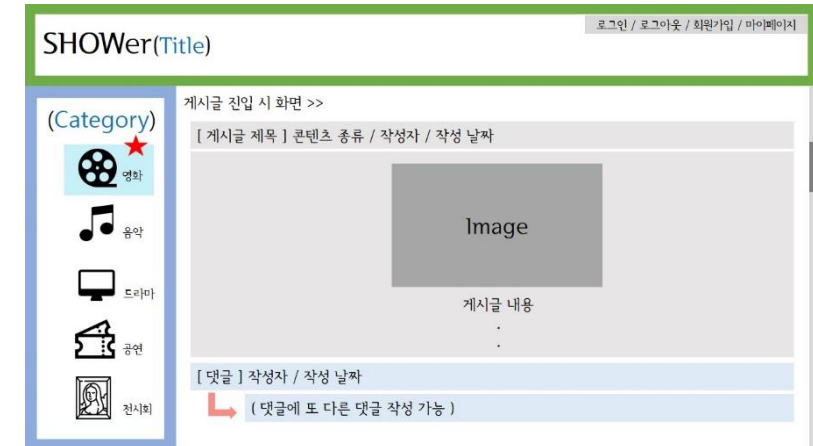 SHOWer(Title)
로그인 / 로그아웃 / 회원가입 / 마이페이지
(Category)
영화
음악
드라마
공연
전시회
게시글 진입 시 화면 >>
[ 게시글 제목 ] 콘텐츠 종류 / 작성자 / 작성 날짜
Image
게시글 내용
.
.
[ 댓글 ] 작성자 / 작성 날짜
( 댓글에 또 다른 댓글 작성 가능 )